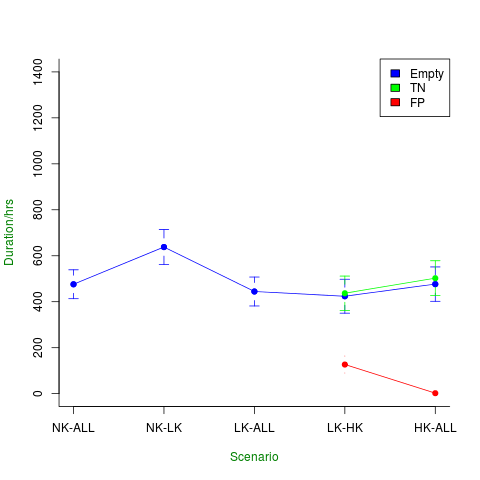 Empty
TN
FP
1400
1200
1000
800
600
400
200
0
Duration/hrs
NK-ALL NK-LK LK-ALL LK-HK HK-ALL
Scenario